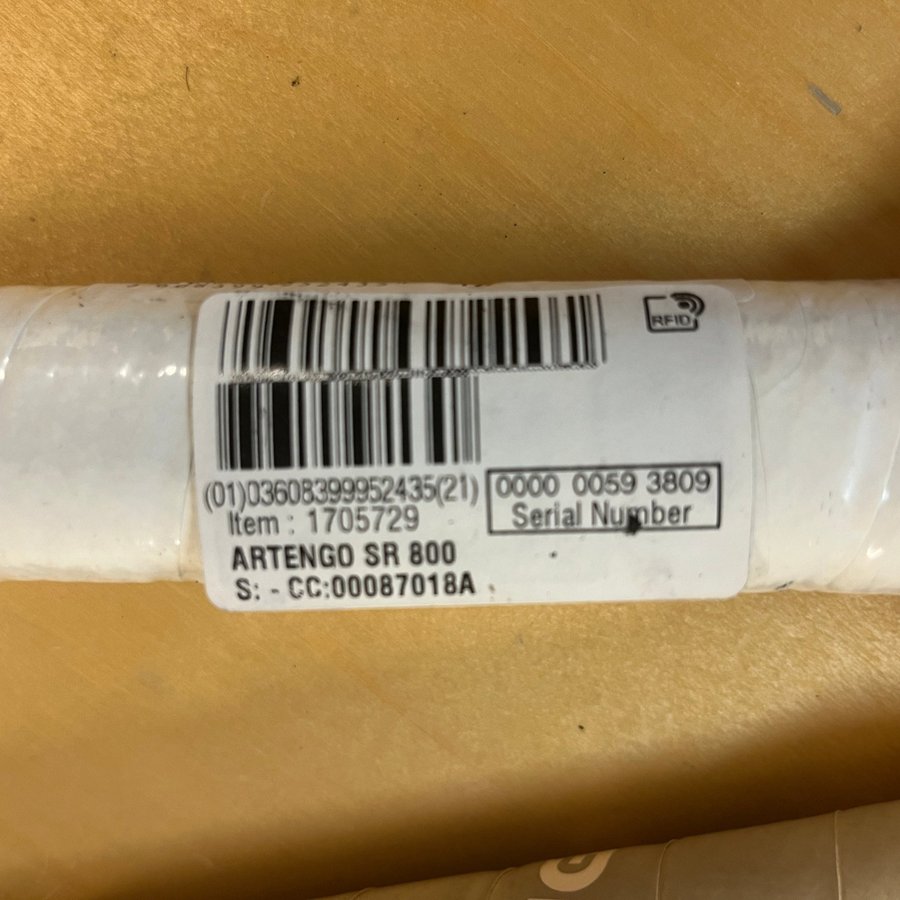 RFID
(01)03608399952435(21)
0000 0059 3809
Serial Number
Item : 1705729
ARTENGO SR 800
S: - CC:00087018A